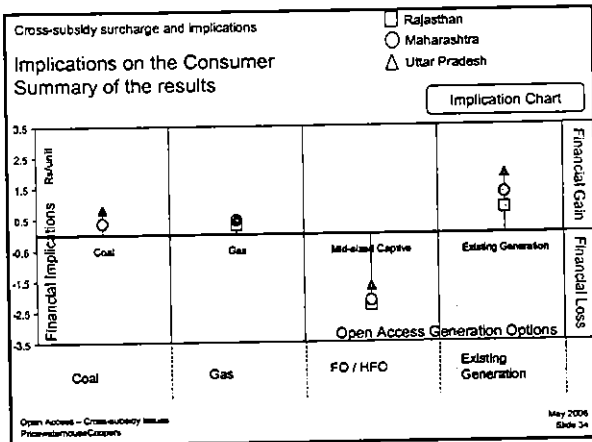 Cross-subsidy surcharge and implications
Rajasthan
Maharashtra
Uttar Pradesh
Implications on the Consumer
Summary of the results
Implication Chart
3.5
2.5
1.5
0.5
-0.6
-1.5
-2.5
-3.5
Rs/unit
Financial Implications
Financial Gain
Financial Loss
Coal
Gas
Mid-sized Captive
Existing Generation
Open Access Generation Options
Coal
Gas
FO / HFO
Existing
Generation
Open Access – Cross-subsidy Issues
PricewaterhouseCoopers
May 2006
Slide 34